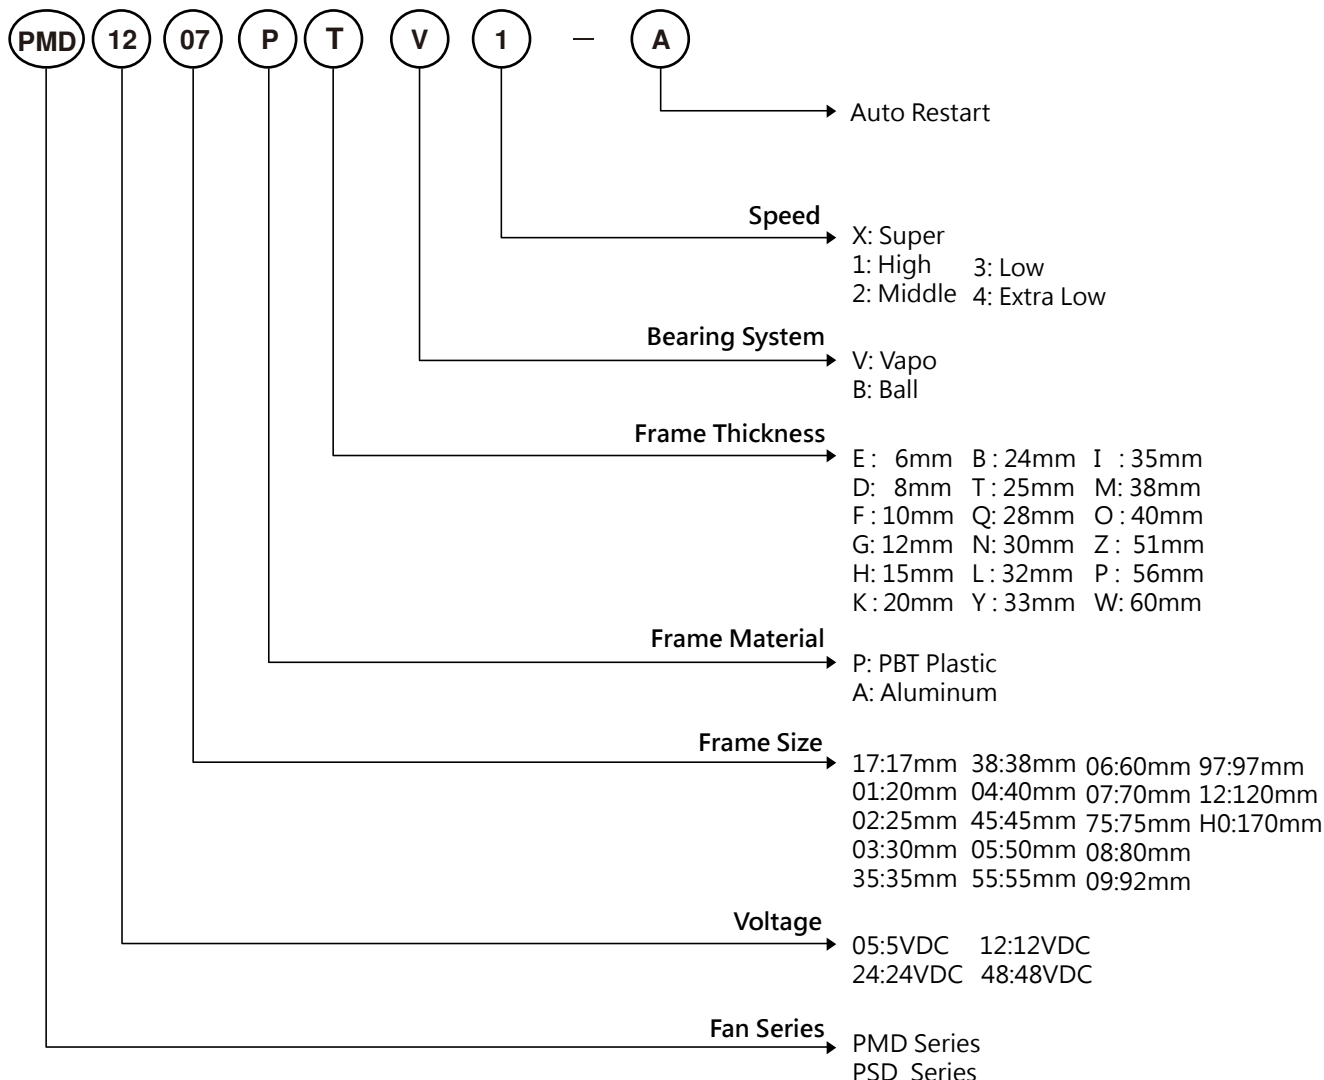 PMD 12 07 P T V 1 — A
Auto Restart
Speed
X: Super
1: High 3: Low
2: Middle 4: Extra Low
Bearing System
V: Vapo
B: Ball
Frame Thickness
E : 6mm B : 24mm I : 35mm
D: 8mm T : 25mm M: 38mm
F : 10mm Q: 28mm O : 40mm
G: 12mm N: 30mm Z : 51mm
H: 15mm L : 32mm P : 56mm
K : 20mm Y : 33mm W: 60mm
Frame Material
P: PBT Plastic
A: Aluminum
Frame Size
17:17mm 38:38mm 06:60mm 97:97mm
01:20mm 04:40mm 07:70mm 12:120mm
02:25mm 45:45mm 75:75mm H0:170mm
03:30mm 05:50mm 08:80mm
35:35mm 55:55mm 09:92mm
Voltage
05:5VDC 12:12VDC
24:24VDC 48:48VDC
Fan Series
PMD Series
PSD Series